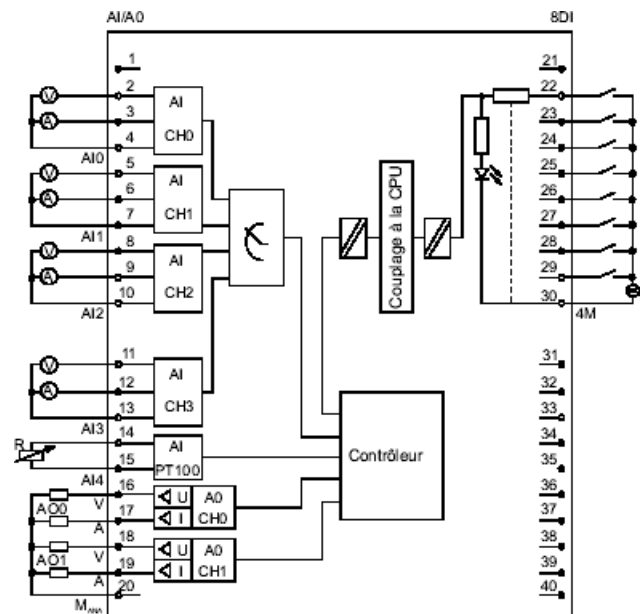 AI/A0 8DI
1 21
V 2 AI 22
A 3 23
4 CH0 24
AI0 5 25
V AI
A 6 26
7 CH1 27
AI1 8 28
V AI
A 9 29
10 CH2 30
AI2 4M
Couplage à la CPU
11 31
V AI
A 12 32
13 CH3 33
AI3 14 34
R AI
15 PT100 35
Contrôleur
AI4 16 U A0 36
V
AO0 17 I CH0 37
A
18 U A0 38
V
AO1 19 I CH1 39
A
20 40